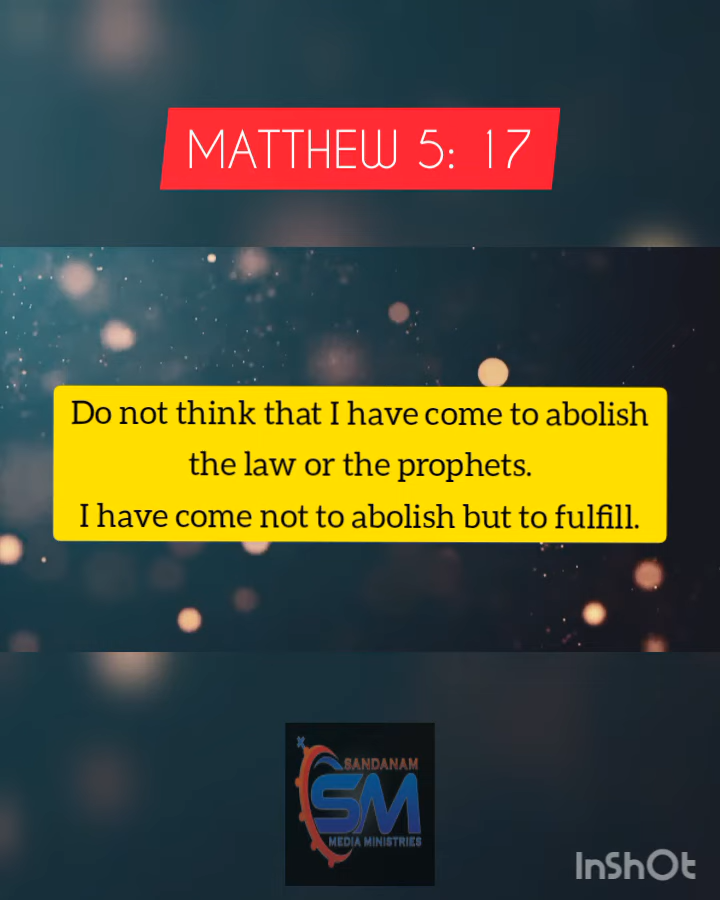 MATTHEW 5: 17
Do not think that I have come to abolish
the law or the prophets.
I have come not to abolish but to fulfill.
SANDANAM
SM
MEDIA MINISTRIES
InShOt